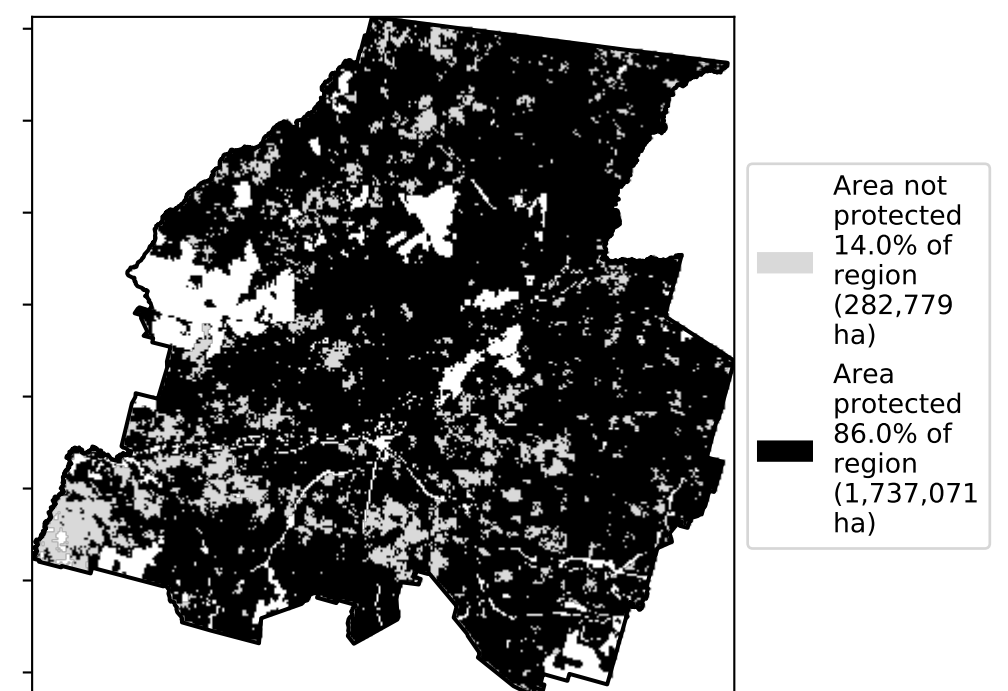 Area not
protected
14.0% of
region
(282,779
ha)
Area
protected
86.0% of
region
(1,737,071
ha)